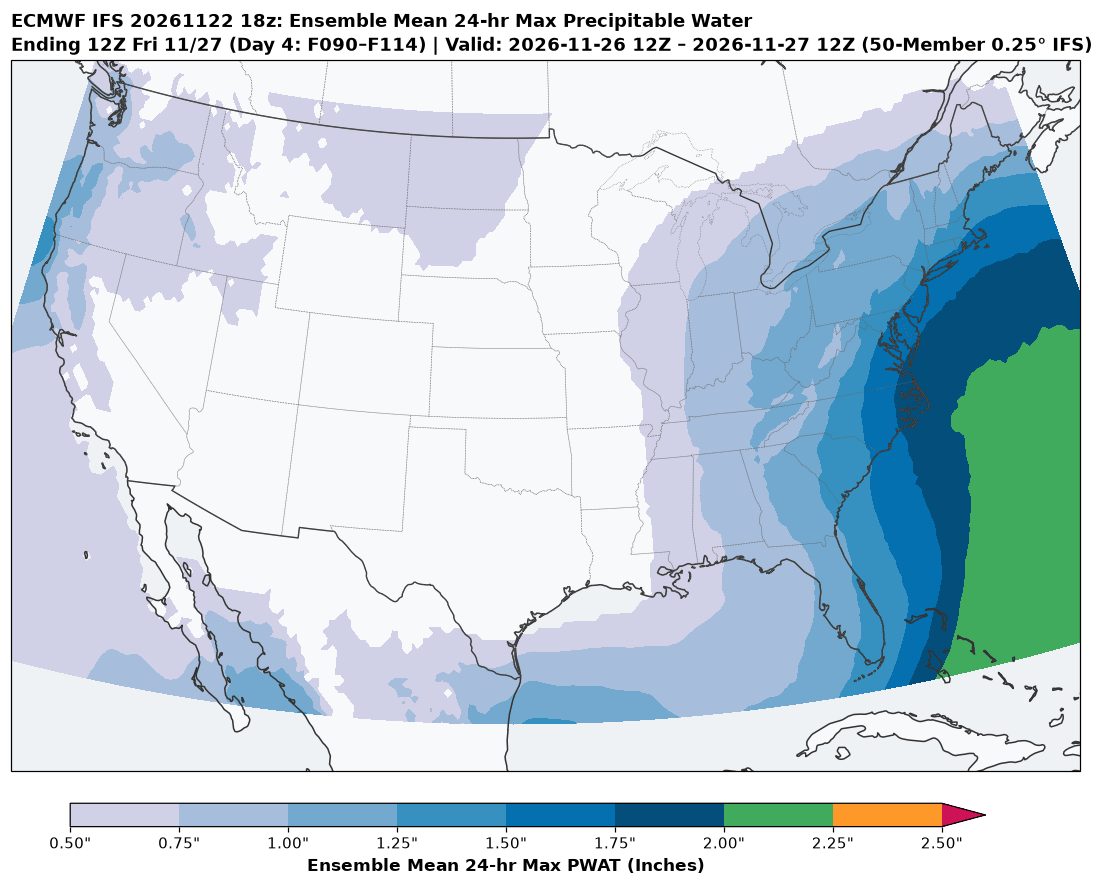 ECMWF IFS 20261122 18z: Ensemble Mean 24-hr Max Precipitable Water
Ending 12Z Fri 11/27 (Day 4: F090–F114) | Valid: 2026-11-26 12Z – 2026-11-27 12Z (50-Member 0.25° IFS)
0.50" 0.75" 1.00" 1.25" 1.50" 1.75" 2.00" 2.25" 2.50"
Ensemble Mean 24-hr Max PWAT (Inches)